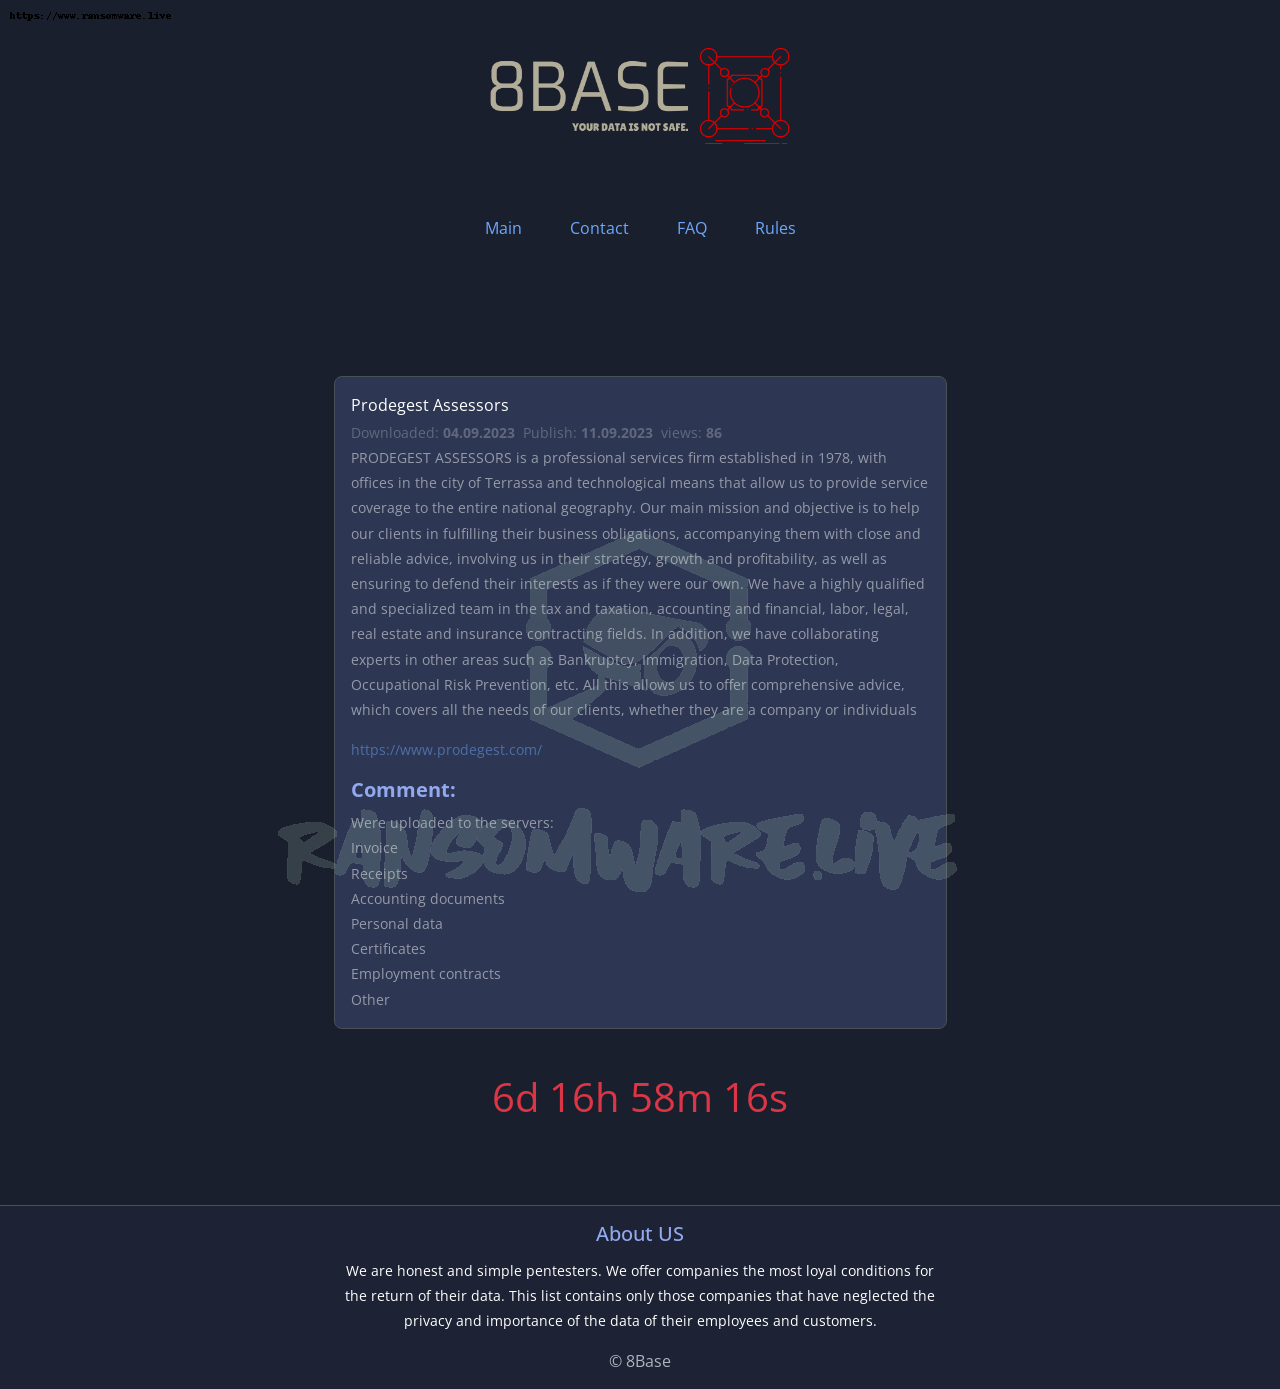 https://www.ransomware.live
8BASE
YOUR DATA IS NOT SAFE.
Main Contact FAQ Rules
Prodegest Assessors
Downloaded: 04.09.2023 Publish: 11.09.2023 views: 86
PRODEGEST ASSESSORS is a professional services firm established in 1978, with
offices in the city of Terrassa and technological means that allow us to provide service
coverage to the entire national geography. Our main mission and objective is to help
our clients in fulfilling their business obligations, accompanying them with close and
reliable advice, involving us in their strategy, growth and profitability, as well as
ensuring to defend their interests as if they were our own. We have a highly qualified
and specialized team in the tax and taxation, accounting and financial, labor, legal,
real estate and insurance contracting fields. In addition, we have collaborating
experts in other areas such as Bankruptcy, Immigration, Data Protection,
Occupational Risk Prevention, etc. All this allows us to offer comprehensive advice,
which covers all the needs of our clients, whether they are a company or individuals
https://www.prodegest.com/
Comment:
Were uploaded to the servers:
RANSOMWARE.LIVE
Invoice
Receipts
Accounting documents
Personal data
Certificates
Employment contracts
Other
6d 16h 58m 16s
About US
We are honest and simple pentesters. We offer companies the most loyal conditions for
the return of their data. This list contains only those companies that have neglected the
privacy and importance of the data of their employees and customers.
© 8Base